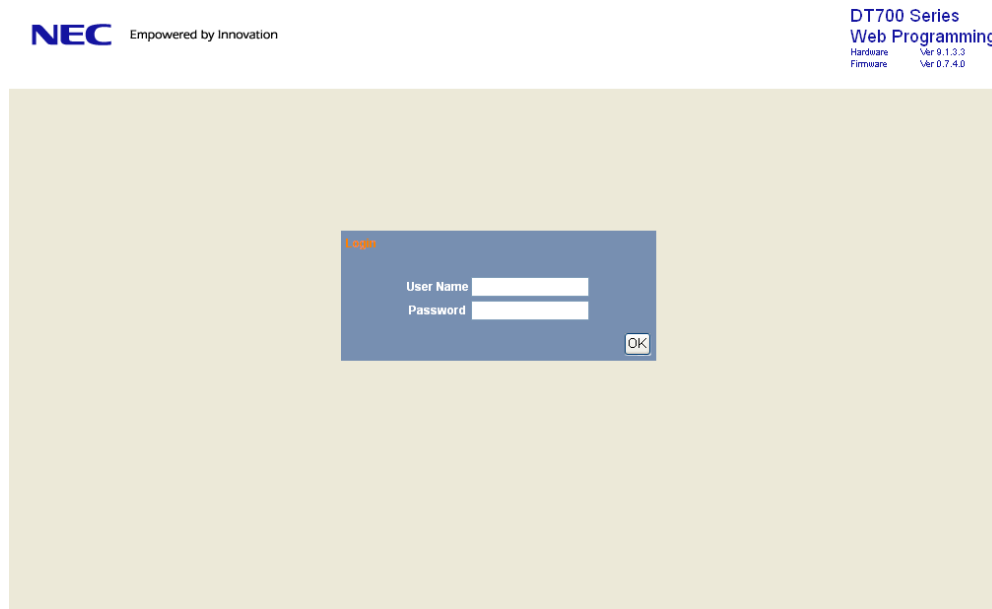 NEC Empowered by Innovation
DT700 Series
Web Programming
Hardware Ver 9.1.3.3
Firmware Ver 0.7.4.0
Login
User Name
Password
OK